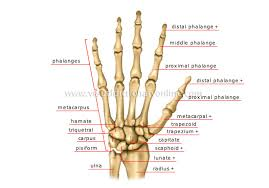 distal phalange +
middle phalange
phalanges
proximal phalange
distal phalange +
proximal phalange
metacarpus
metacarpal +
hamate
trapezoid
triquetral
trapezium +
carpus
capitate
pisiform
scaphoid +
lunate +
ulna
radius +